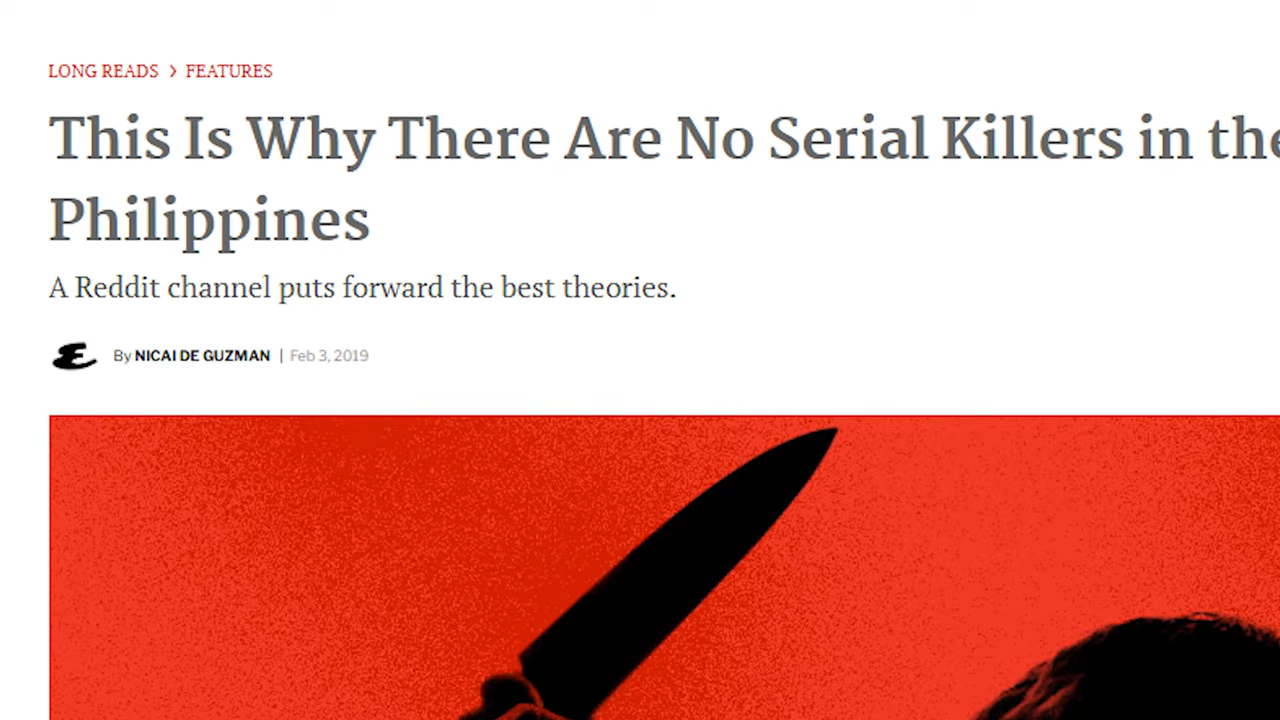 LONG READS > FEATURES
This Is Why There Are No Serial Killers in the
Philippines
A Reddit channel puts forward the best theories.
E By NICAI DE GUZMAN | Feb 3, 2019